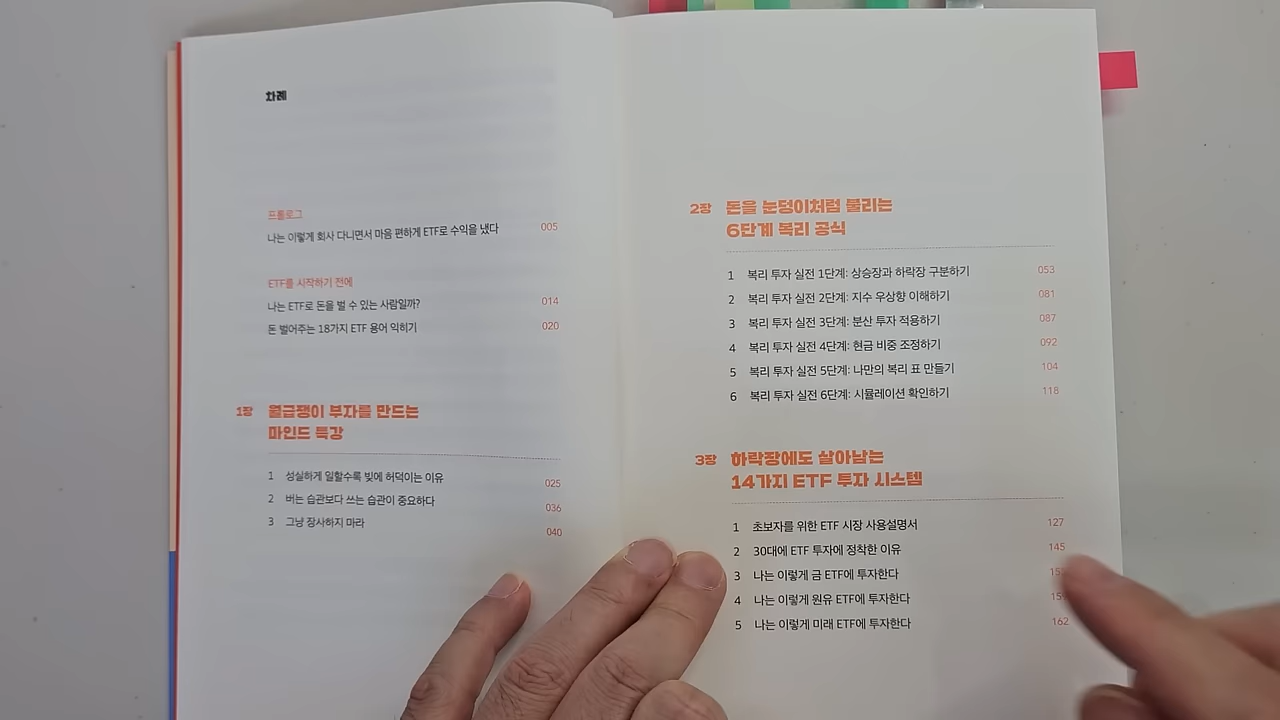 차례
프롤로그
나는 이렇게 회사 다니면서 마음 편하게 ETF로 수익을 냈다 005
ETF를 시작하기 전에
나는 ETF로 돈을 벌 수 있는 사람일까? 014
돈 벌어주는 18가지 ETF 용어 익히기 020
1장 월급쟁이 부자를 만드는
마인드 특강
1 성실하게 일할수록 빚에 허덕이는 이유 025
2 버는 습관보다 쓰는 습관이 중요하다 036
3 그냥 장사하지 마라 040
2장 돈을 눈덩이처럼 불리는
6단계 복리 공식
1 복리 투자 실전 1단계: 상승장과 하락장 구분하기 053
2 복리 투자 실전 2단계: 지수 우상향 이해하기 081
3 복리 투자 실전 3단계: 분산 투자 적용하기 087
4 복리 투자 실전 4단계: 현금 비중 조정하기 092
5 복리 투자 실전 5단계: 나만의 복리 표 만들기 104
6 복리 투자 실전 6단계: 시뮬레이션 확인하기 118
3장 하락장에도 살아남는
14가지 ETF 투자 시스템
1 초보자를 위한 ETF 시장 사용설명서 127
2 30대에 ETF 투자에 정착한 이유 145
3 나는 이렇게 금 ETF에 투자한다
4 나는 이렇게 원유 ETF에 투자한다
5 나는 이렇게 미래 ETF에 투자한다 162